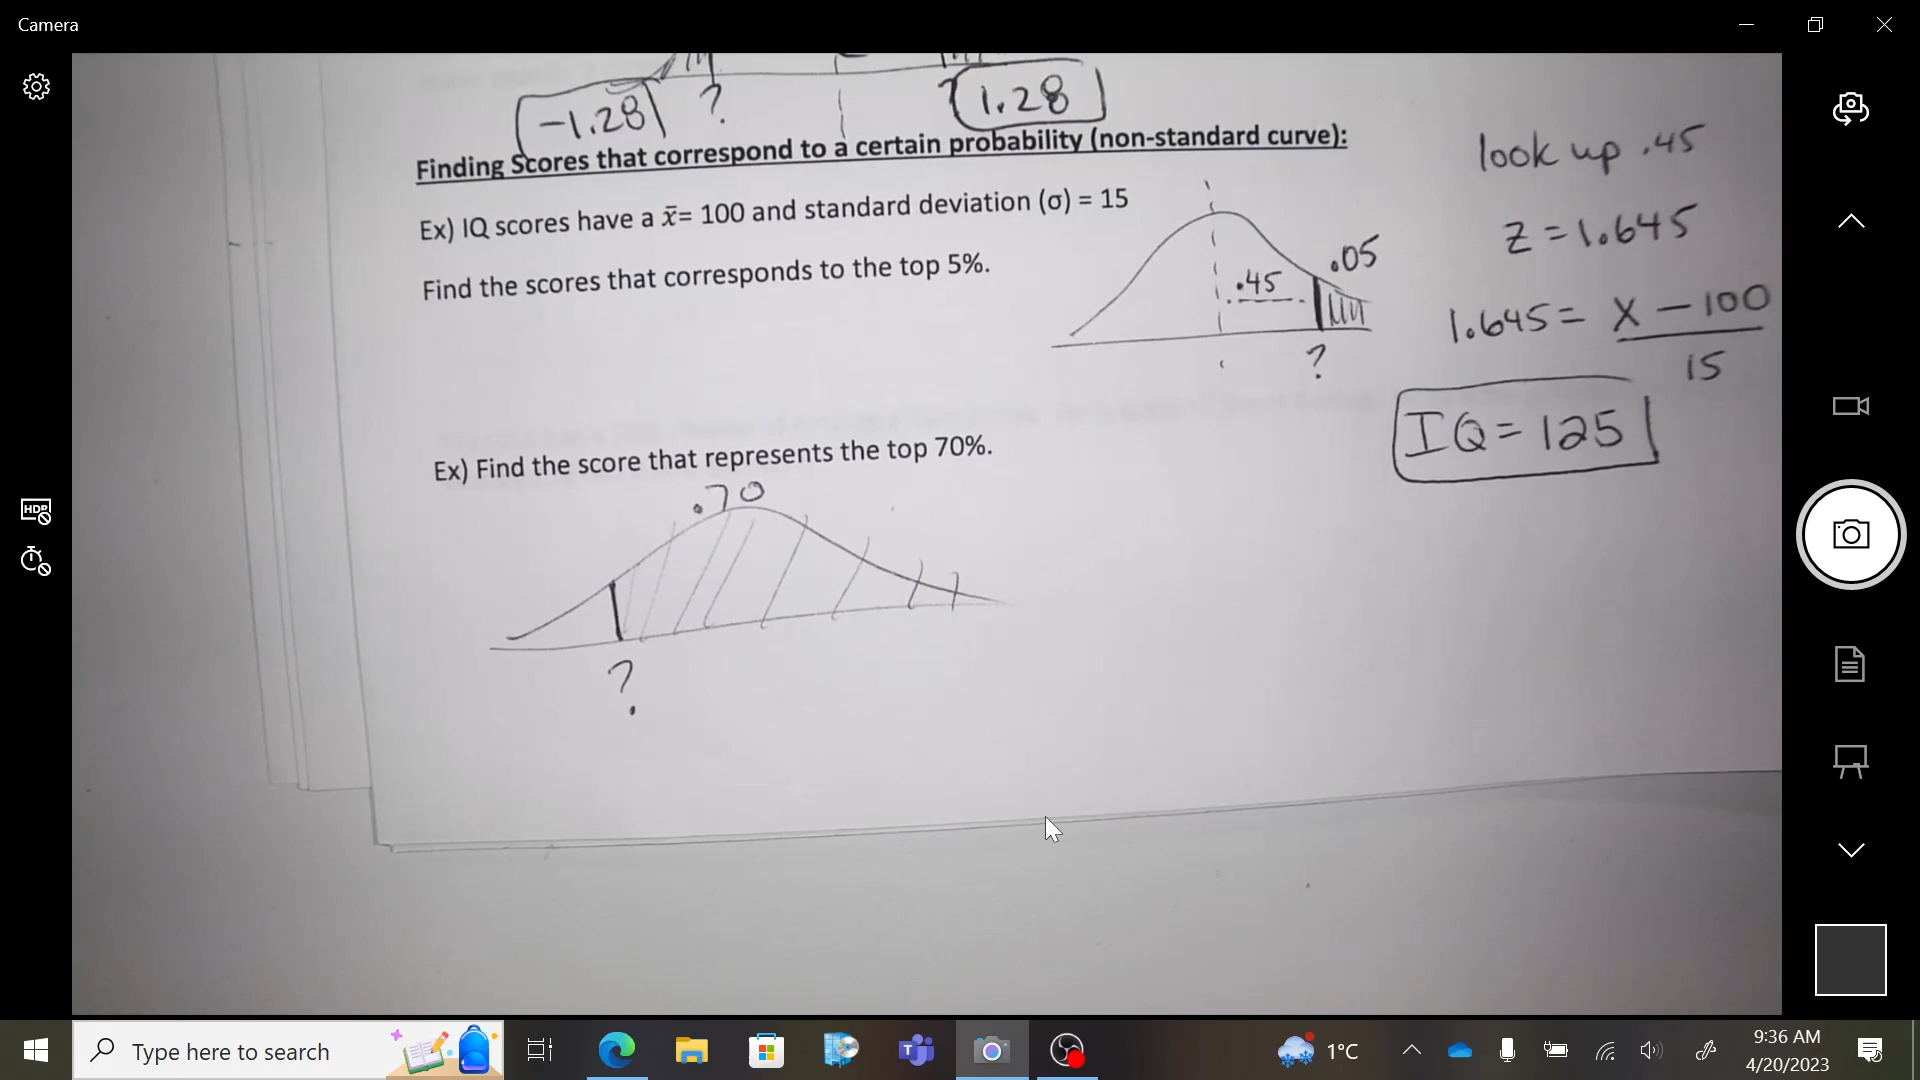 Camera
-1.28 ? ? 1.28
Finding Scores that correspond to a certain probability (non-standard curve):
look up .45
Ex) IQ scores have a x̄= 100 and standard deviation (σ) = 15
z = 1.645
Find the scores that corresponds to the top 5%.
.05
.45
?
1.645 = x - 100
15
IQ = 125
Ex) Find the score that represents the top 70%.
.70
?
HDR
Type here to search
1°C
9:36 AM
4/20/2023